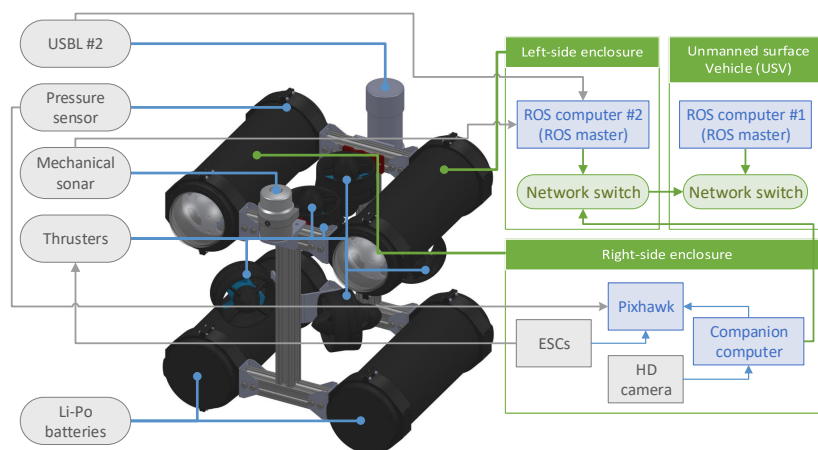 USBL #2
Pressure
sensor
Mechanical
sonar
Thrusters
Li-Po
batteries
Left-side enclosure
ROS computer #2
(ROS master)
Network switch
Unmanned surface
Vehicle (USV)
ROS computer #1
(ROS master)
Network switch
Right-side enclosure
Pixhawk
ESCs
Companion
computer
HD
camera